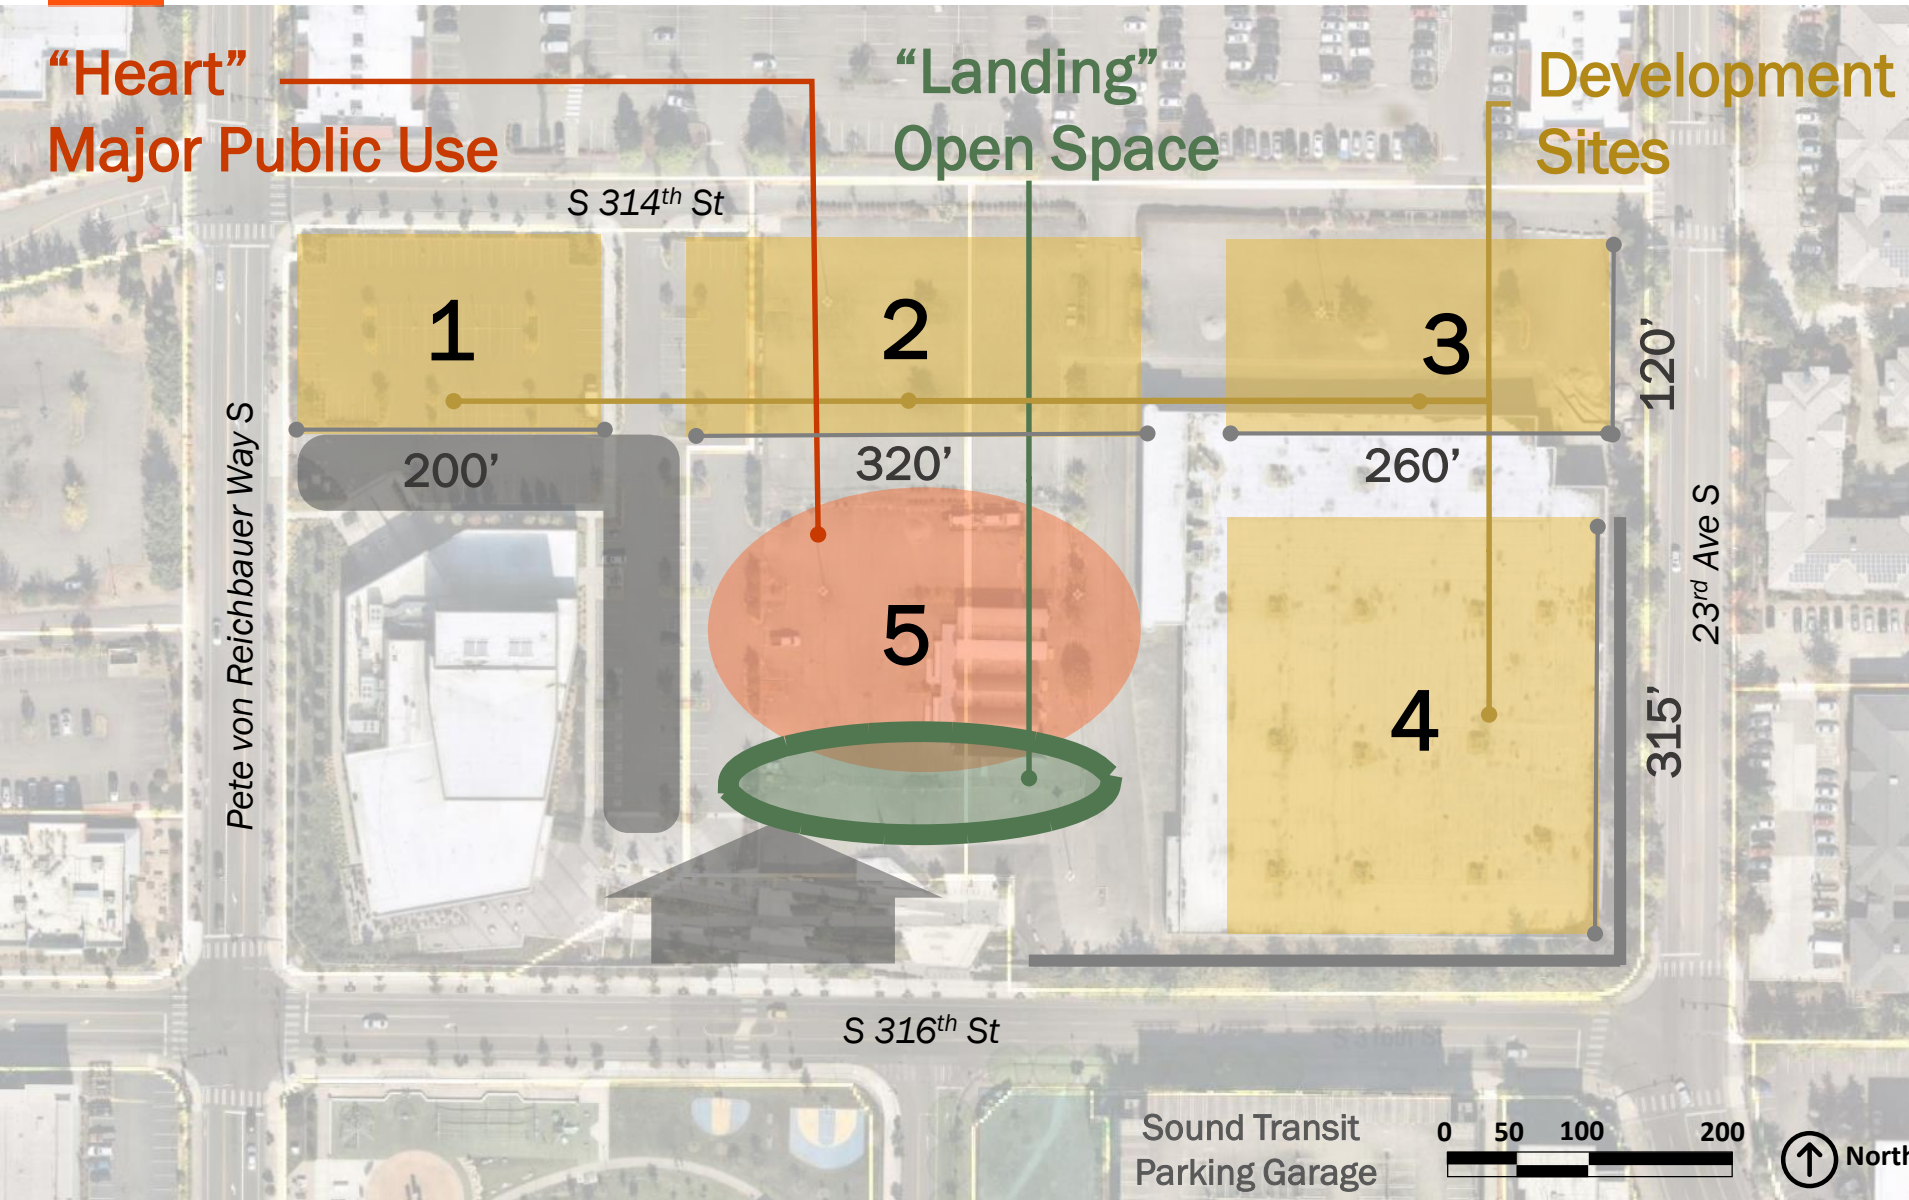 “Heart”
Major Public Use
“Landing”
Open Space
Development
Sites
S 314th St
1
2
3
120’
200’
320’
260’
Pete von Reichbauer Way S
5
4
23rd Ave S
315’
S 316th St
S 316th St
Sound Transit
Parking Garage
0 50 100 200
North